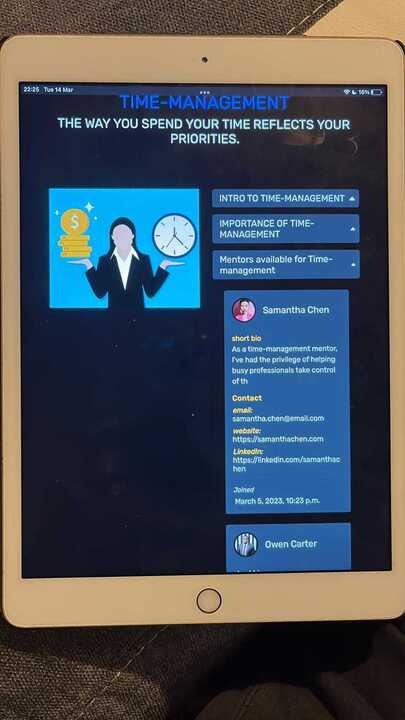 22:25 Tue 14 Mar
16%
TIME-MANAGEMENT
THE WAY YOU SPEND YOUR TIME REFLECTS YOUR
PRIORITIES.
$
INTRO TO TIME-MANAGEMENT
IMPORTANCE OF TIME-
MANAGEMENT
Mentors available for Time-
management
Samantha Chen
short bio
As a time-management mentor,
I've had the privilege of helping
busy professionals take control
of th
Contact
email:
samantha.chen@email.com
website:
https://samanthachen.com
LinkedIn:
https://linkedin.com/samanthac
hen
Joined
March 5, 2023, 10:23 p.m.
Owen Carter